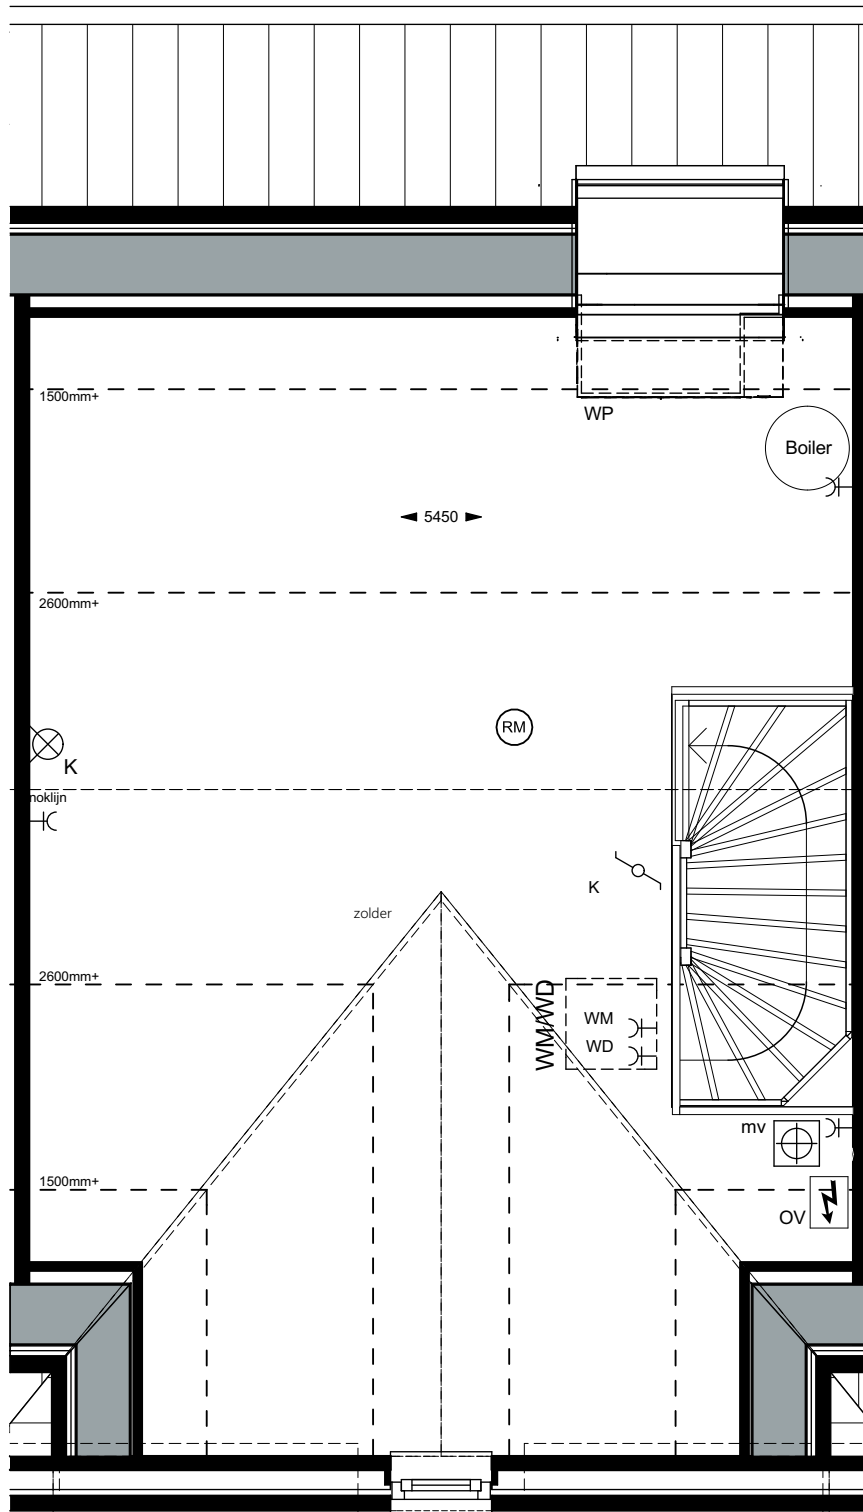 1500mm+
WP
Boiler
5450
2600mm+
RM
K
noklijn
K
zolder
2600mm+
WM/WD
WM
WD
mv
1500mm+
OV